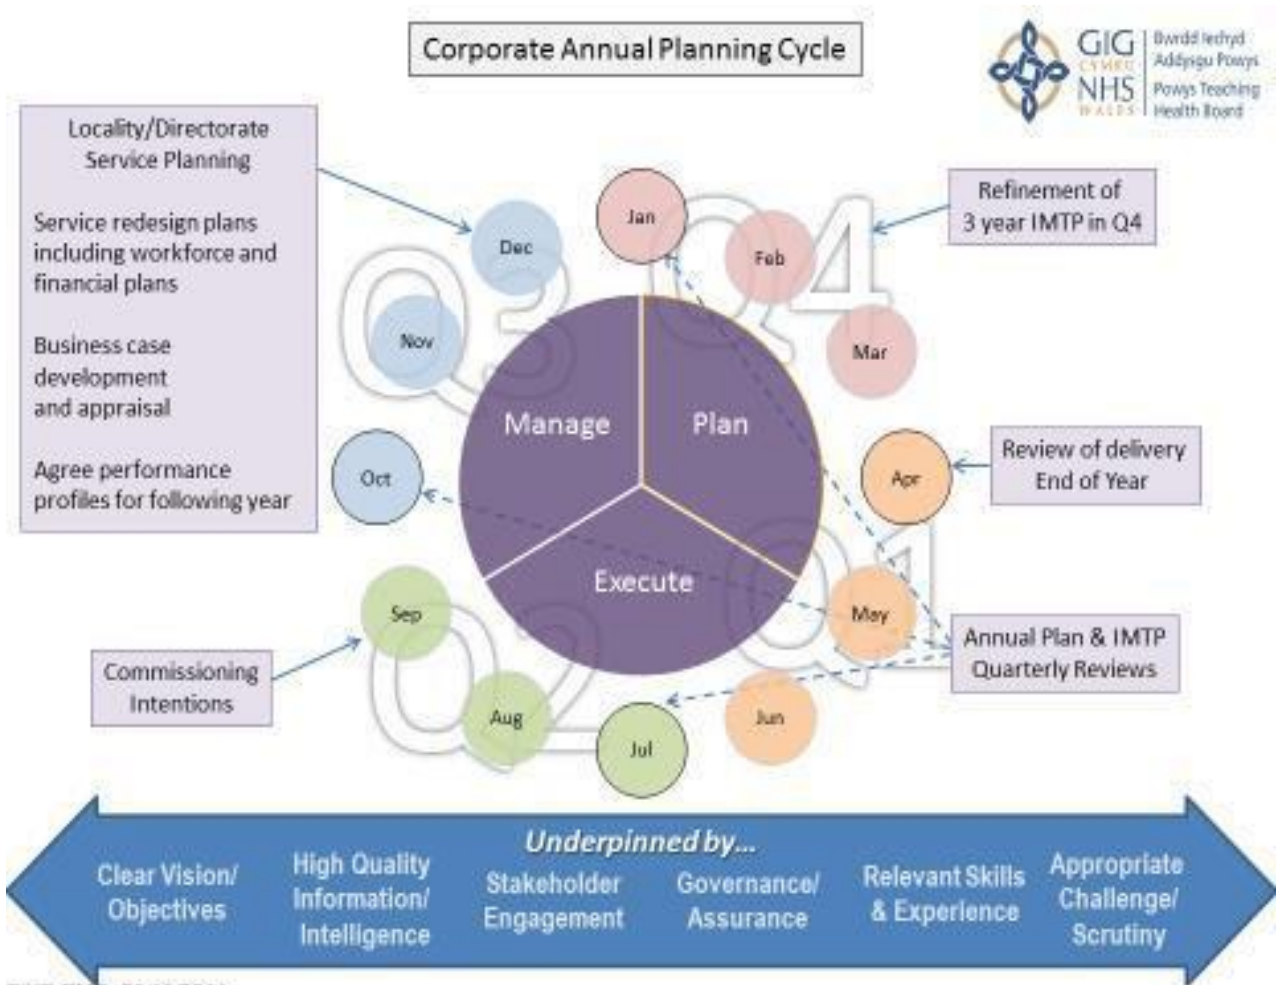 Corporate Annual Planning Cycle
GIG
CYMRU
NHS
WALES
Bwrdd Iechyd
Addysgu Powys
Powys Teaching
Health Board
Locality/Directorate
Service Planning
Service redesign plans
including workforce and
financial plans
Business case
development
and appraisal
Agree performance
profiles for following year
Refinement of
3 year IMTP in Q4
Q4
Jan
Feb
Mar
Q3
Dec
Nov
Oct
Manage
Plan
Execute
Review of delivery
End of Year
Q1
Apr
May
Jun
Annual Plan & IMTP
Quarterly Reviews
Commissioning
Intentions
Q2
Sep
Aug
Jul
Underpinned by...
Clear Vision/
Objectives
High Quality
Information/
Intelligence
Stakeholder
Engagement
Governance/
Assurance
Relevant Skills
& Experience
Appropriate
Challenge/
Scrutiny